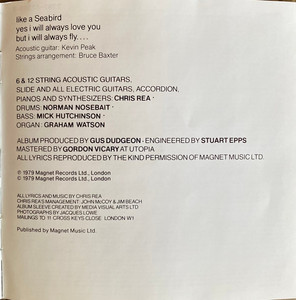 like a Seabird
yes i will always love you
but i will always fly....
Acoustic guitar: Kevin Peak
Strings arrangement: Bruce Baxter
6 & 12 STRING ACOUSTIC GUITARS,
SLIDE AND ALL ELECTRIC GUITARS, ACCORDION,
PIANOS AND SYNTHESIZERS: CHRIS REA
DRUMS: NORMAN NOSEBAIT
BASS: MICK HUTCHINSON
ORGAN: GRAHAM WATSON
ALBUM PRODUCED BY GUS DUDGEON · ENGINEERED BY STUART EPPS
MASTERED BY GORDON VICARY AT UTOPIA
ALL LYRICS REPRODUCED BY THE KIND PERMISSION OF MAGNET MUSIC LTD.
℗ 1979 Magnet Records Ltd., London
© 1979 Magnet Records Ltd., London
ALL LYRICS AND MUSIC BY CHRIS REA
CHRIS REA'S MANAGEMENT: JOHN McCOY & JIM BEACH
ALBUM SLEEVE CREATED BY MEDIA VISUAL ARTS LTD
PHOTOGRAPHS BY JACQUES LOWE
MAILINGS TO 11 CROSS KEYS CLOSE LONDON W1
Published by Magnet Music Ltd.